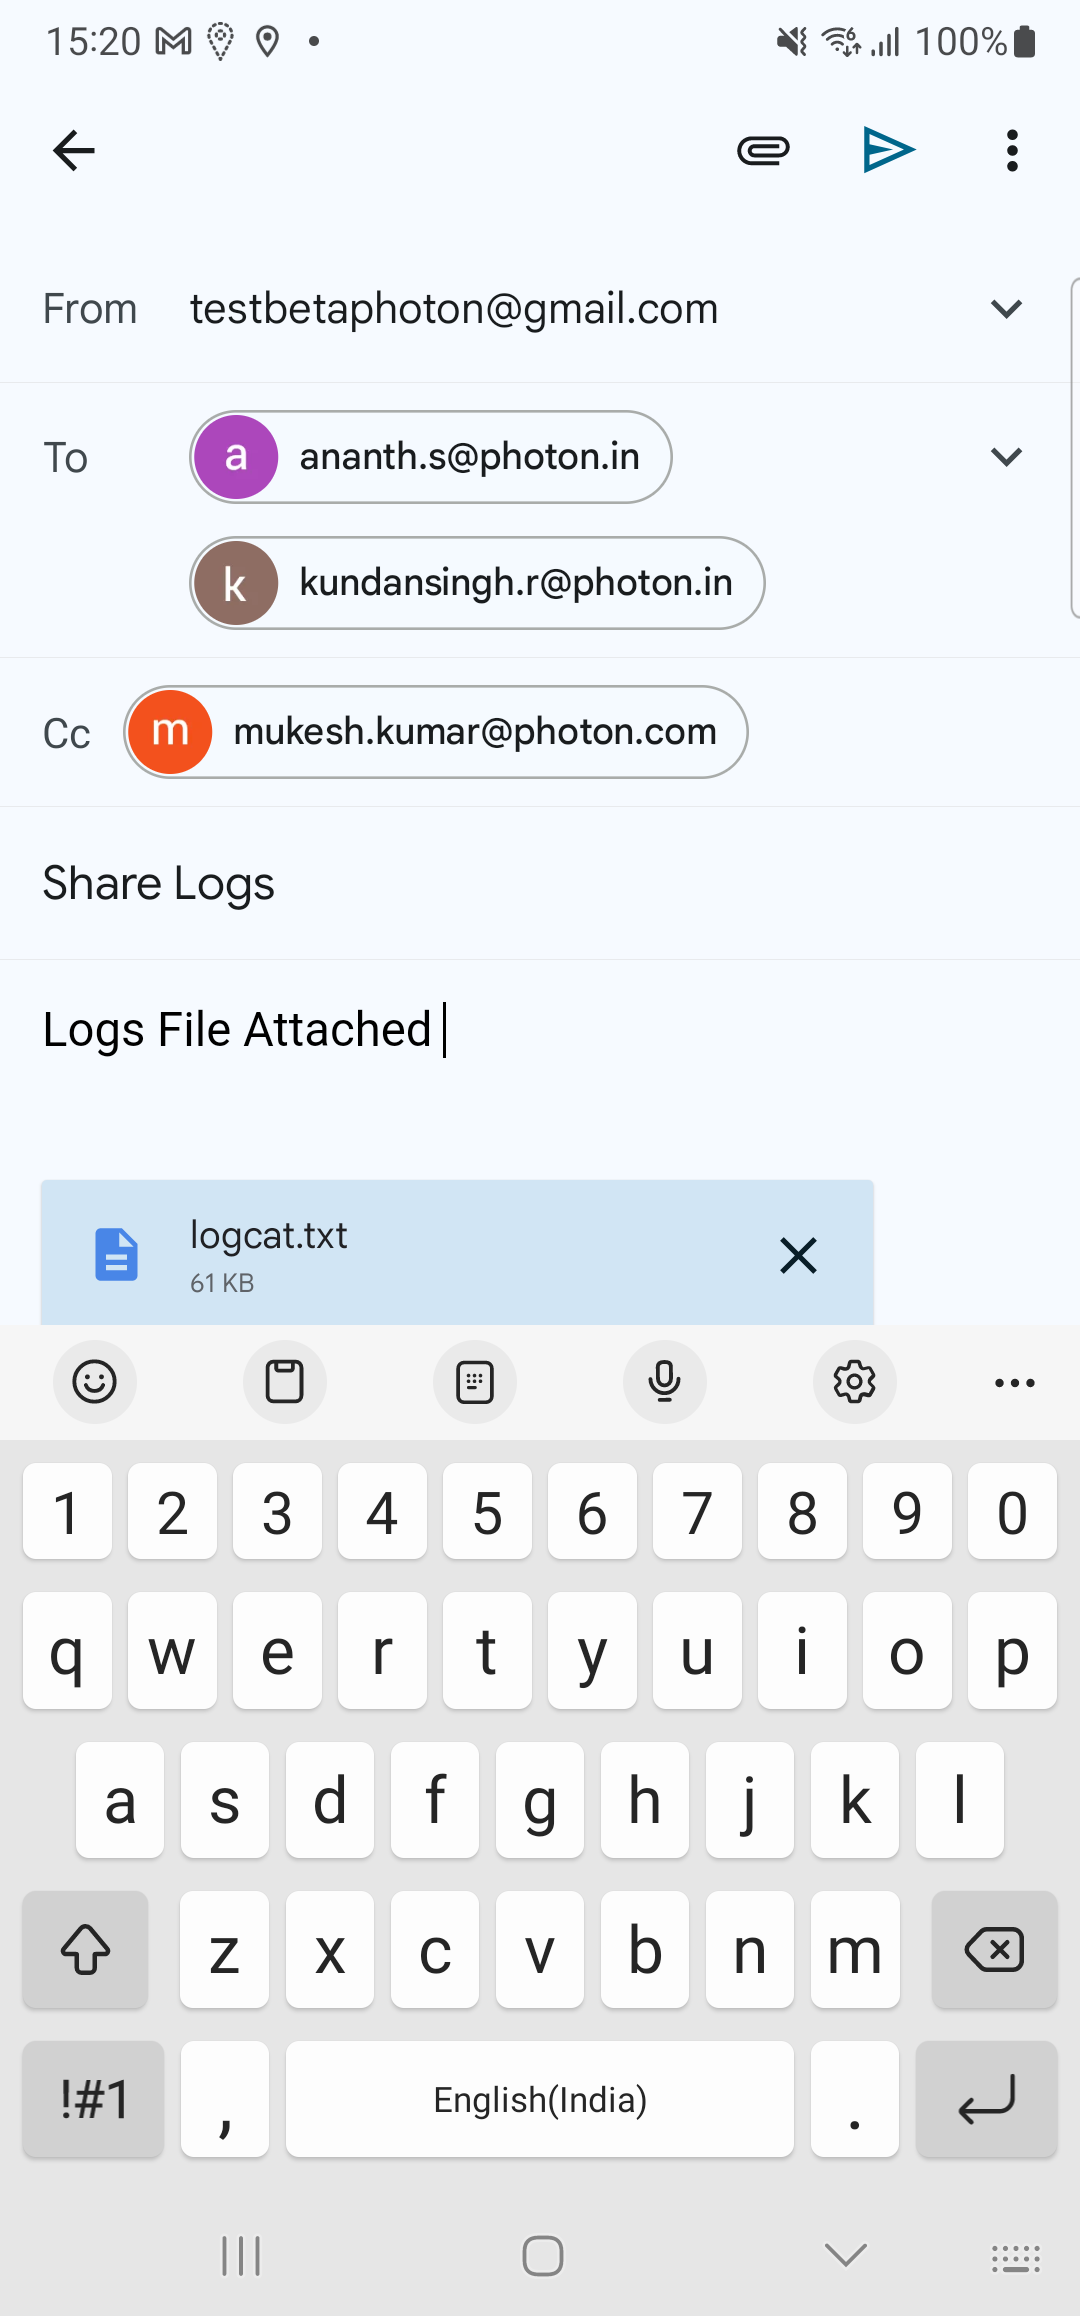 15:20 100%
From testbetaphoton@gmail.com
To a ananth.s@photon.in
k kundansingh.r@photon.in
Cc m mukesh.kumar@photon.com
Share Logs
Logs File Attached
logcat.txt
61 KB
1 2 3 4 5 6 7 8 9 0
q w e r t y u i o p
a s d f g h j k l
z x c v b n m
!#1 , English(India) .